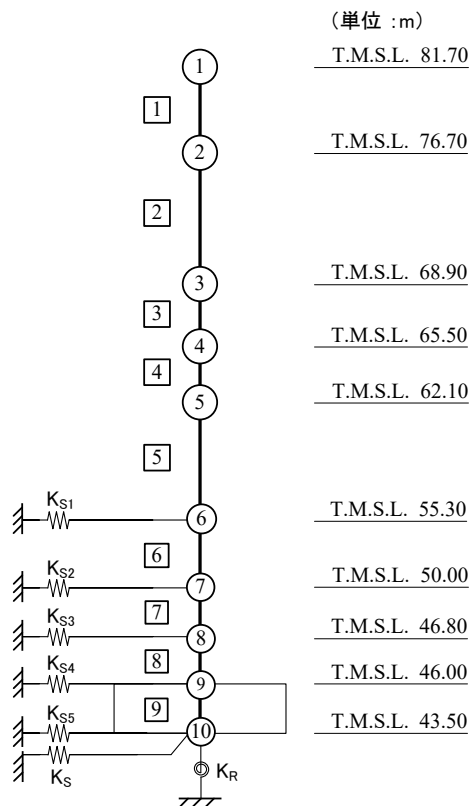 (単位 :m)
1 T.M.S.L. 81.70
1
2 T.M.S.L. 76.70
2
3 T.M.S.L. 68.90
3
4 T.M.S.L. 65.50
4
5 T.M.S.L. 62.10
5
KS1 6 T.M.S.L. 55.30
6
KS2 7 T.M.S.L. 50.00
7
KS3 8 T.M.S.L. 46.80
8
KS4 9 T.M.S.L. 46.00
9
KS5 10 T.M.S.L. 43.50
KS KR